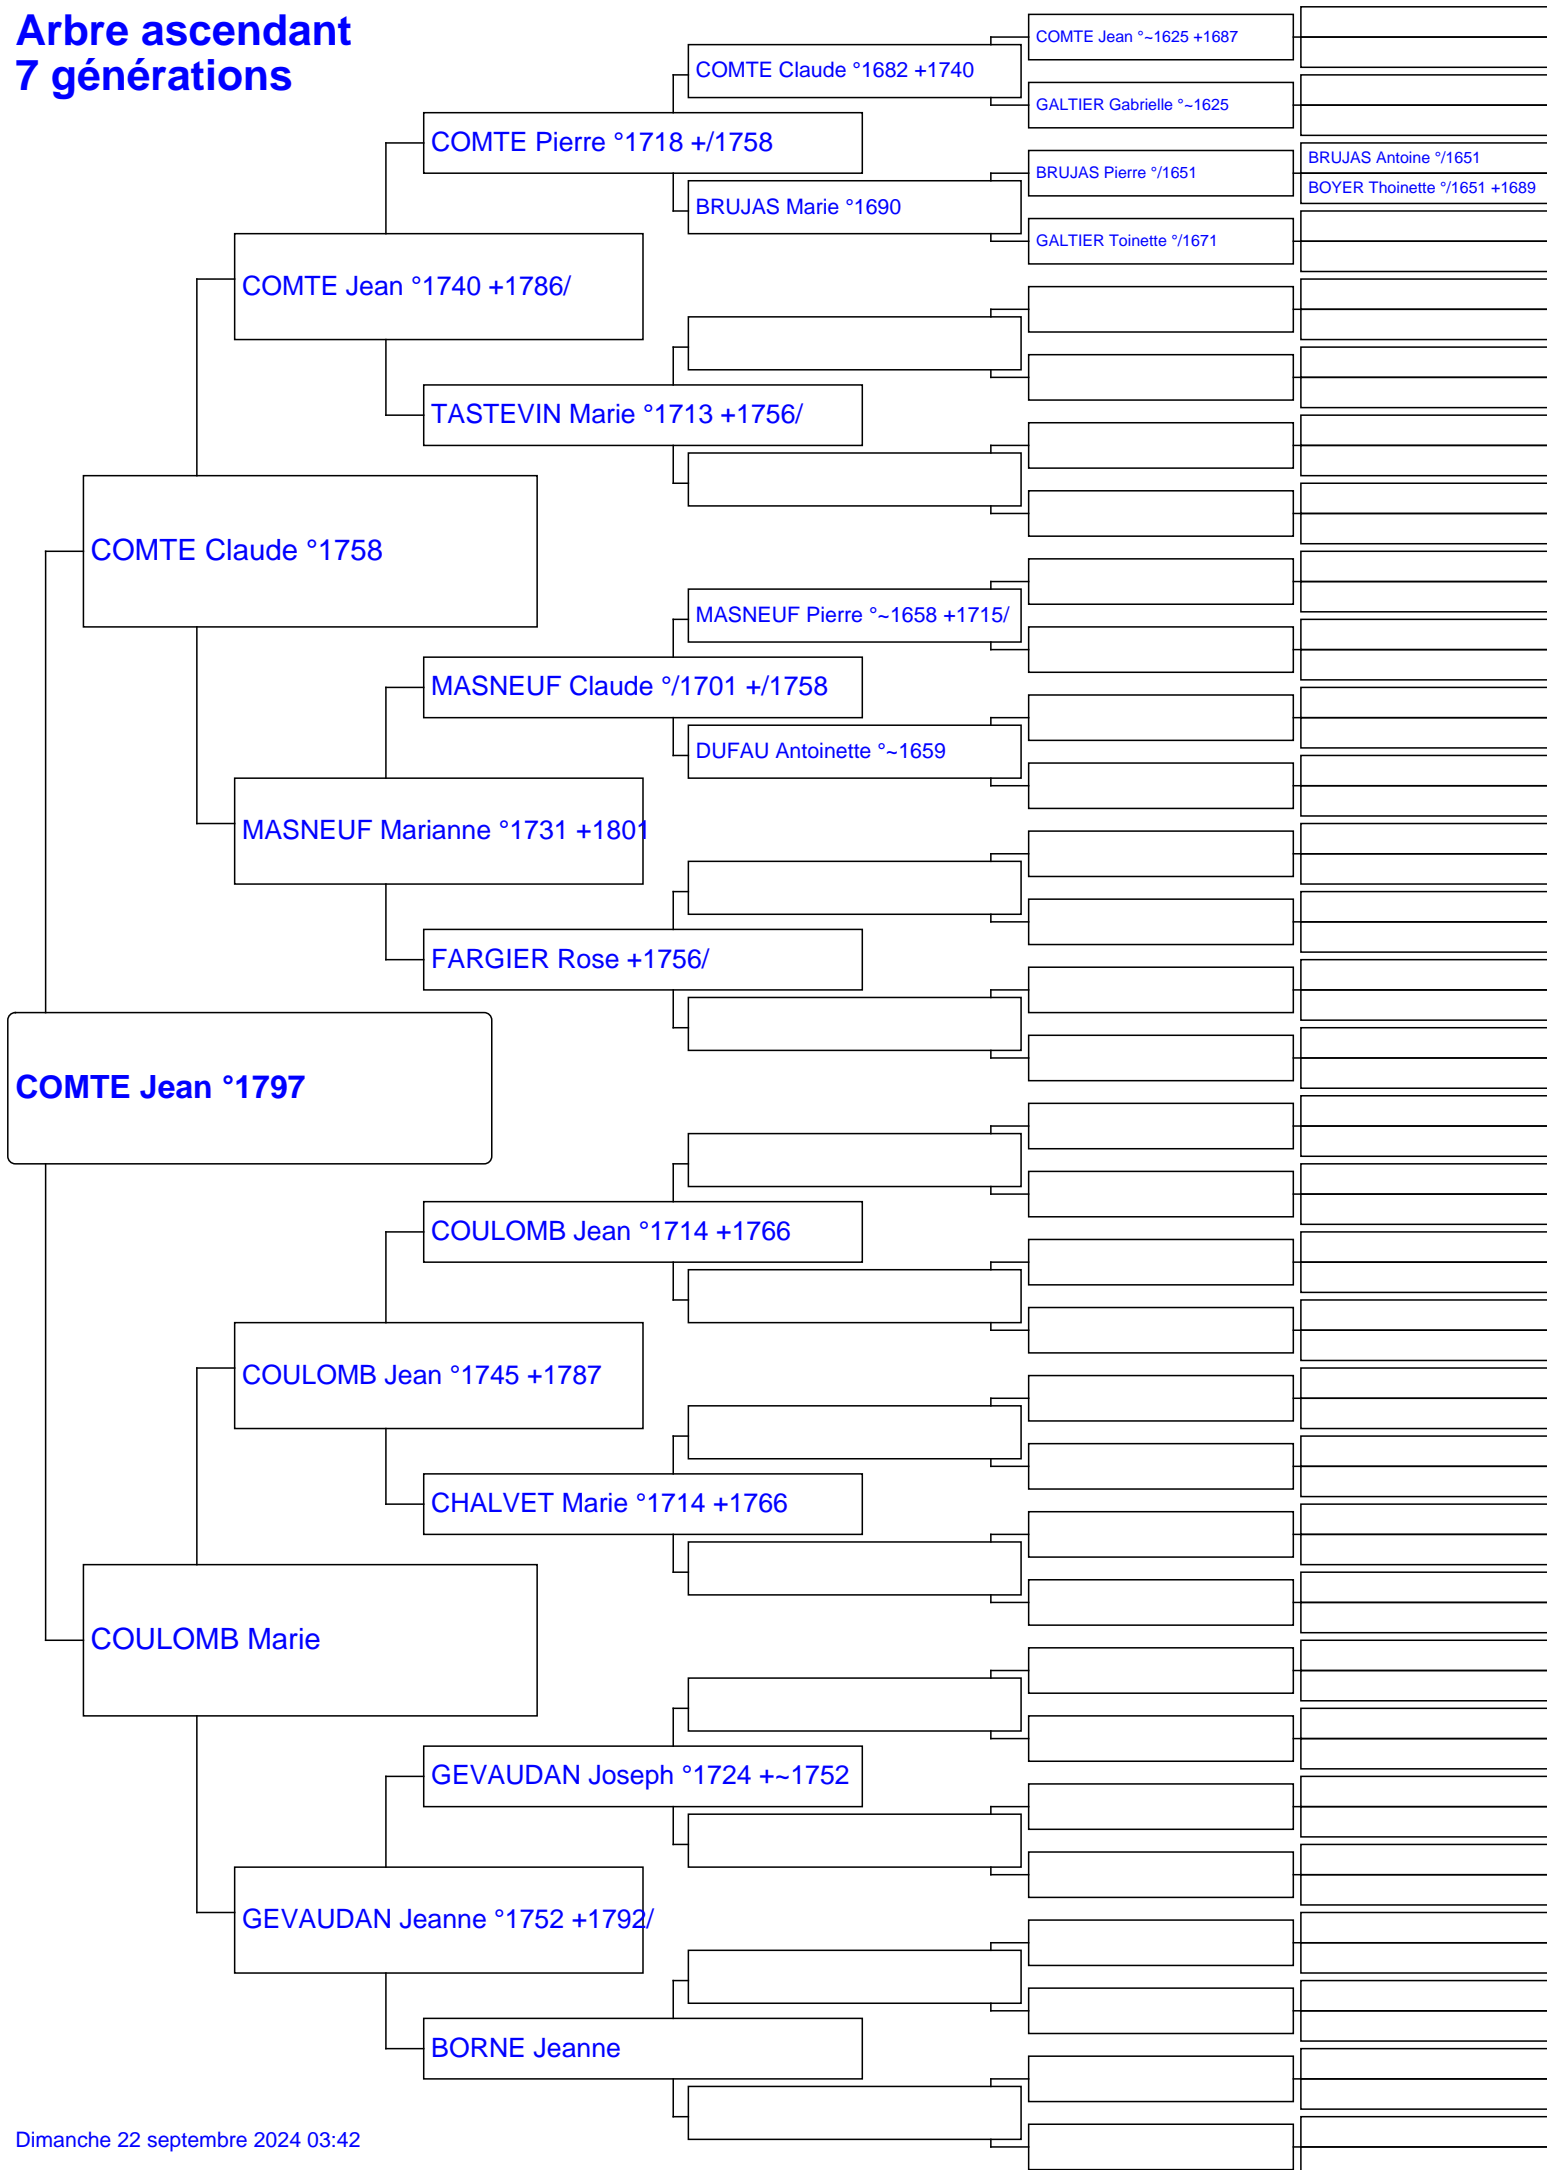 Arbre ascendant
7 générations
COMTE Jean °~1625 +1687
COMTE Claude °1682 +1740
GALTIER Gabrielle °~1625
COMTE Pierre °1718 +/1758
BRUJAS Antoine °/1651
BRUJAS Pierre °/1651
BOYER Thoinette °/1651 +1689
BRUJAS Marie °1690
GALTIER Toinette °/1671
COMTE Jean °1740 +1786/
TASTEVIN Marie °1713 +1756/
COMTE Claude °1758
MASNEUF Pierre °~1658 +1715/
MASNEUF Claude °/1701 +/1758
DUFAU Antoinette °~1659
MASNEUF Marianne °1731 +1801
FARGIER Rose +1756/
COMTE Jean °1797
COULOMB Jean °1714 +1766
COULOMB Jean °1745 +1787
CHALVET Marie °1714 +1766
COULOMB Marie
GEVAUDAN Joseph °1724 +~1752
GEVAUDAN Jeanne °1752 +1792/
BORNE Jeanne
Dimanche 22 septembre 2024 03:42